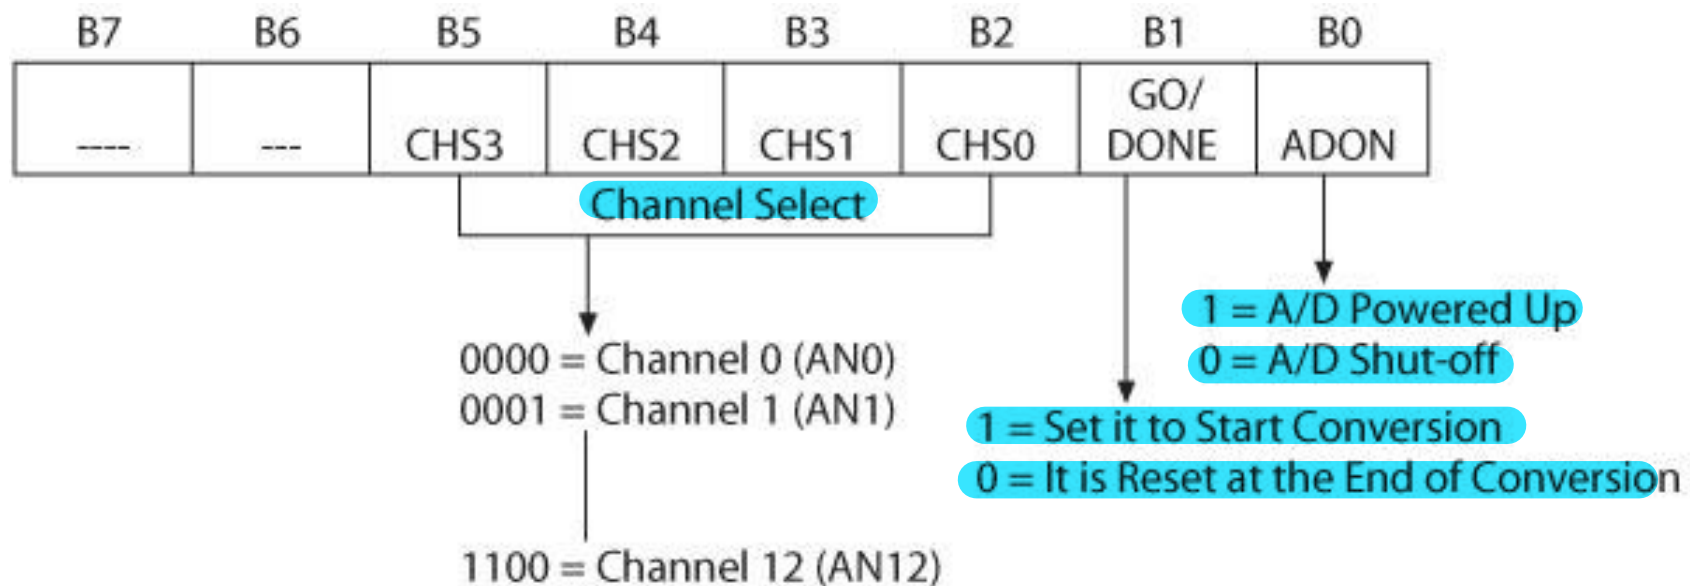 B7 B6 B5 B4 B3 B2 B1 B0
---- --- CHS3 CHS2 CHS1 CHS0 GO/
DONE ADON
Channel Select
1 = A/D Powered Up
0 = A/D Shut-off
0000 = Channel 0 (AN0)
0001 = Channel 1 (AN1)
1 = Set it to Start Conversion
0 = It is Reset at the End of Conversion
1100 = Channel 12 (AN12)